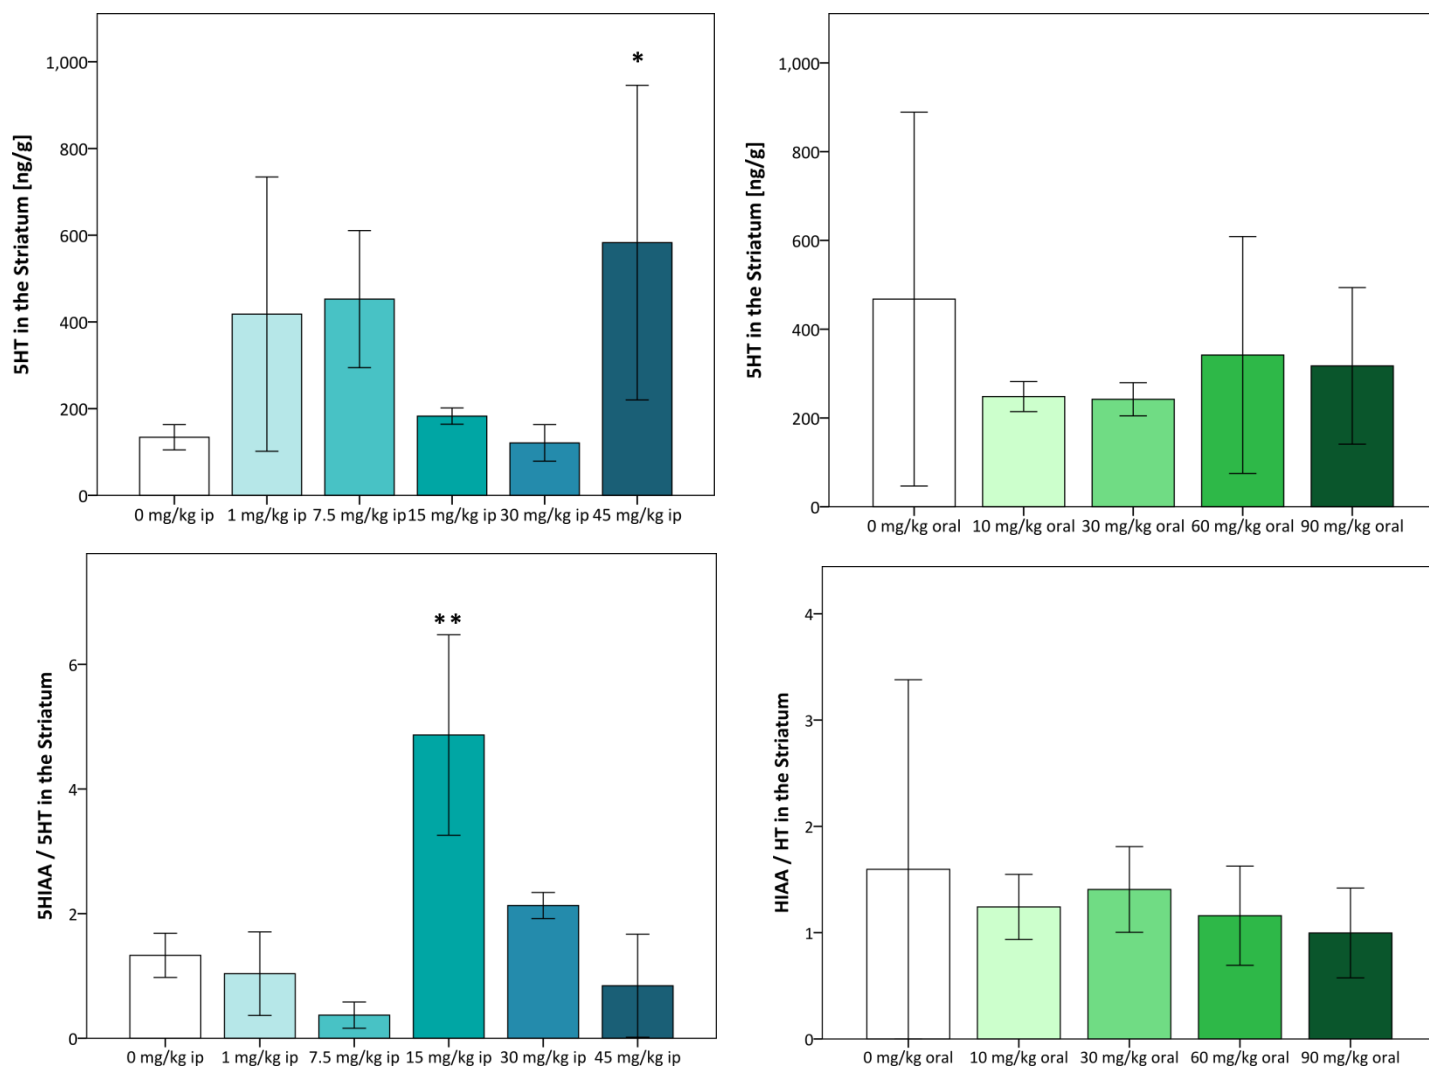 5HT in the Striatum [ng/g]
1,000
800
600
400
200
0
*
0 mg/kg ip 1 mg/kg ip 7.5 mg/kg ip 15 mg/kg ip 30 mg/kg ip 45 mg/kg ip
5HT in the Striatum [ng/g]
1,000
800
600
400
200
0
0 mg/kg oral 10 mg/kg oral 30 mg/kg oral 60 mg/kg oral 90 mg/kg oral
5HIAA / 5HT in the Striatum
6
4
2
0
**
0 mg/kg ip 1 mg/kg ip 7.5 mg/kg ip 15 mg/kg ip 30 mg/kg ip 45 mg/kg ip
HIAA / HT in the Striatum
4
3
2
1
0
0 mg/kg oral 10 mg/kg oral 30 mg/kg oral 60 mg/kg oral 90 mg/kg oral